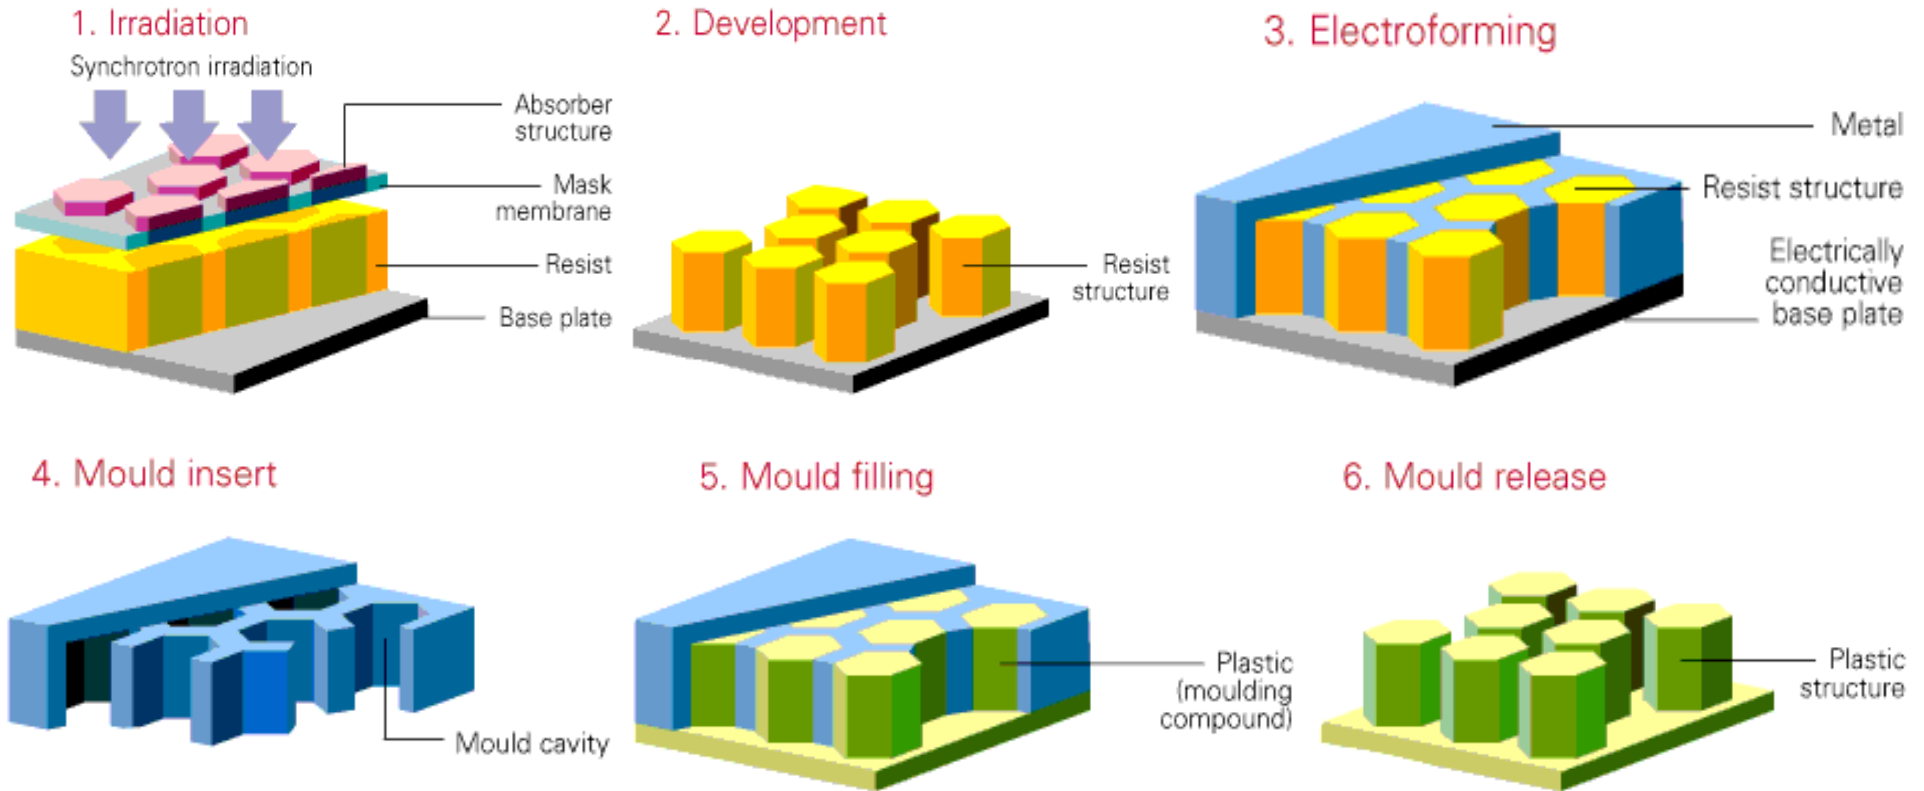 1. Irradiation
Synchrotron irradiation
Absorber
structure
Mask
membrane
Resist
Base plate
2. Development
Resist
structure
3. Electroforming
Metal
Resist structure
Electrically
conductive
base plate
4. Mould insert
Mould cavity
5. Mould filling
Plastic
(moulding
compound)
6. Mould release
Plastic
structure